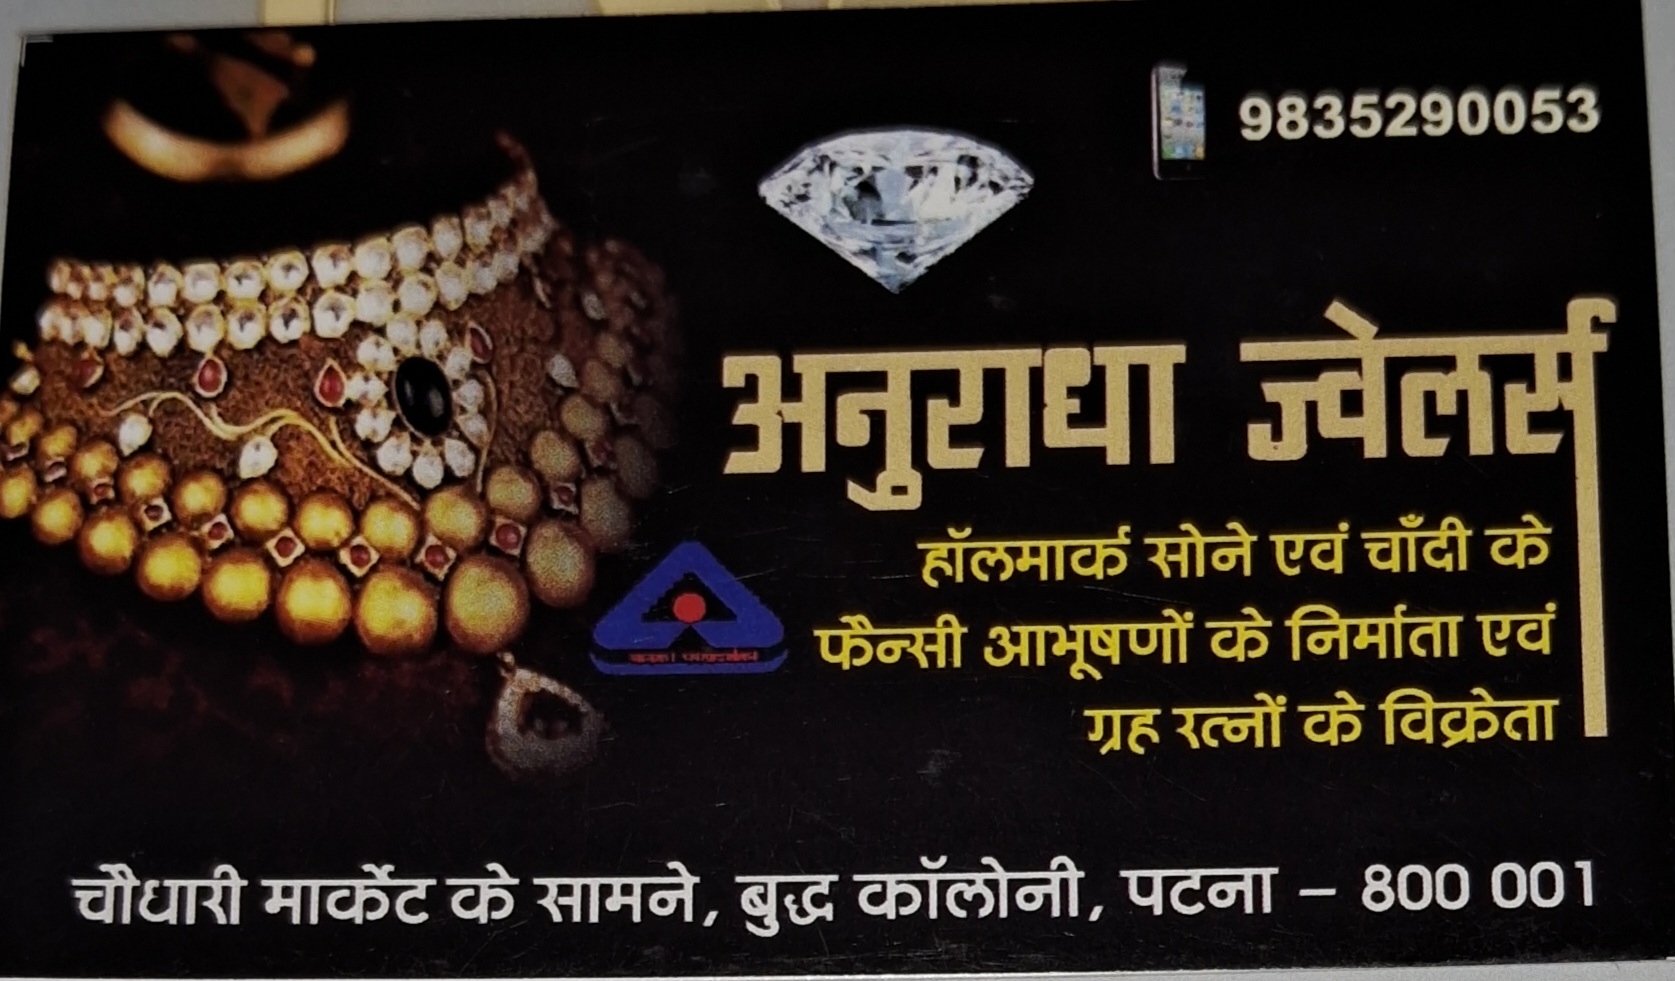 9835290053
अनुराधा ज्वेलर्स
हॉलमार्क सोने एवं चाँदी के
फैन्सी आभूषणों के निर्माता एवं
ग्रह रत्नों के विक्रेता
चौधारी मार्केट के सामने, बुद्ध कॉलोनी, पटना – 800 001